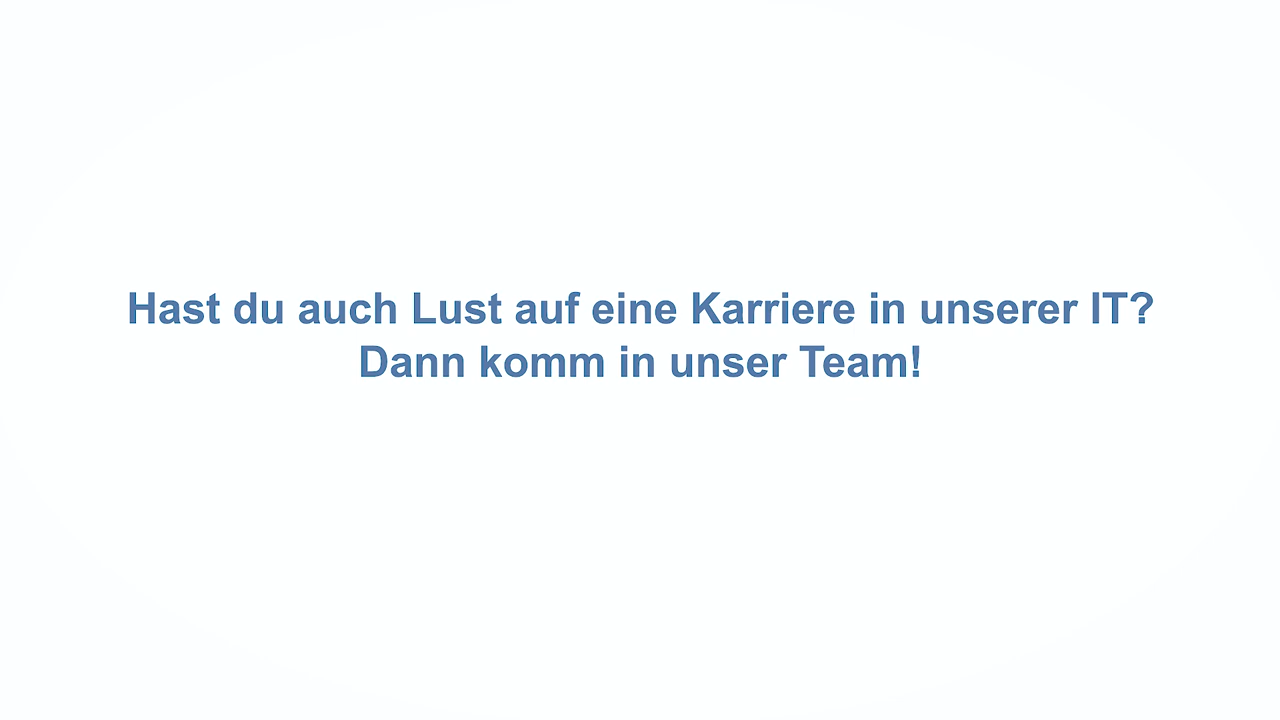 Hast du auch Lust auf eine Karriere in unserer IT?
Dann komm in unser Team!